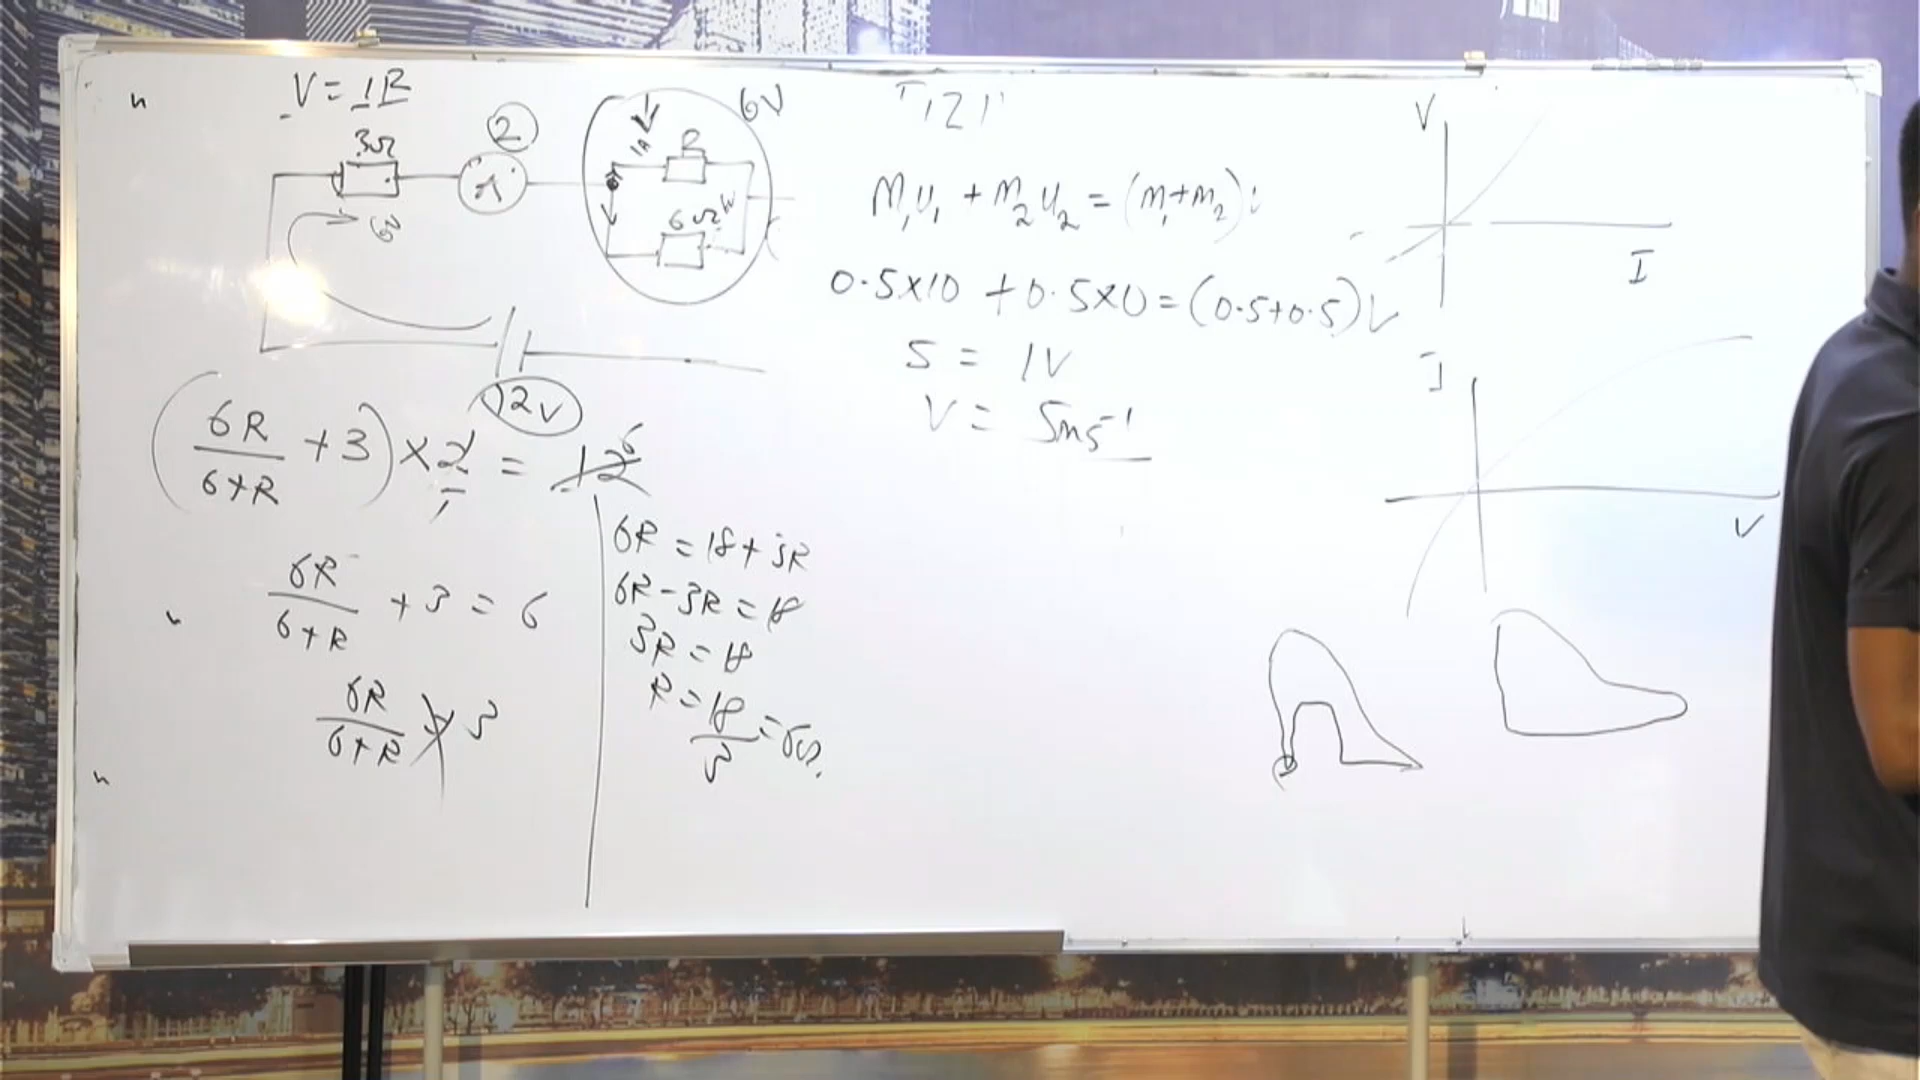 V = IR
3Ω
2
A
6V
1A
R
6V
6Ω
12V
(6R/6+R + 3) × 2 = 12 6
1
6R/6+R + 3 = 6
6R/6+R 3
6R = 18 + 3R
6R - 3R = 18
3R = 18
R = 18/3 = 6Ω.
m₁u₁ + m₂u₂ = (m₁+m₂)
0.5×10 + 0.5×0 = (0.5+0.5)V
5 = 1V
V = 5ms⁻¹
V
I
I
V